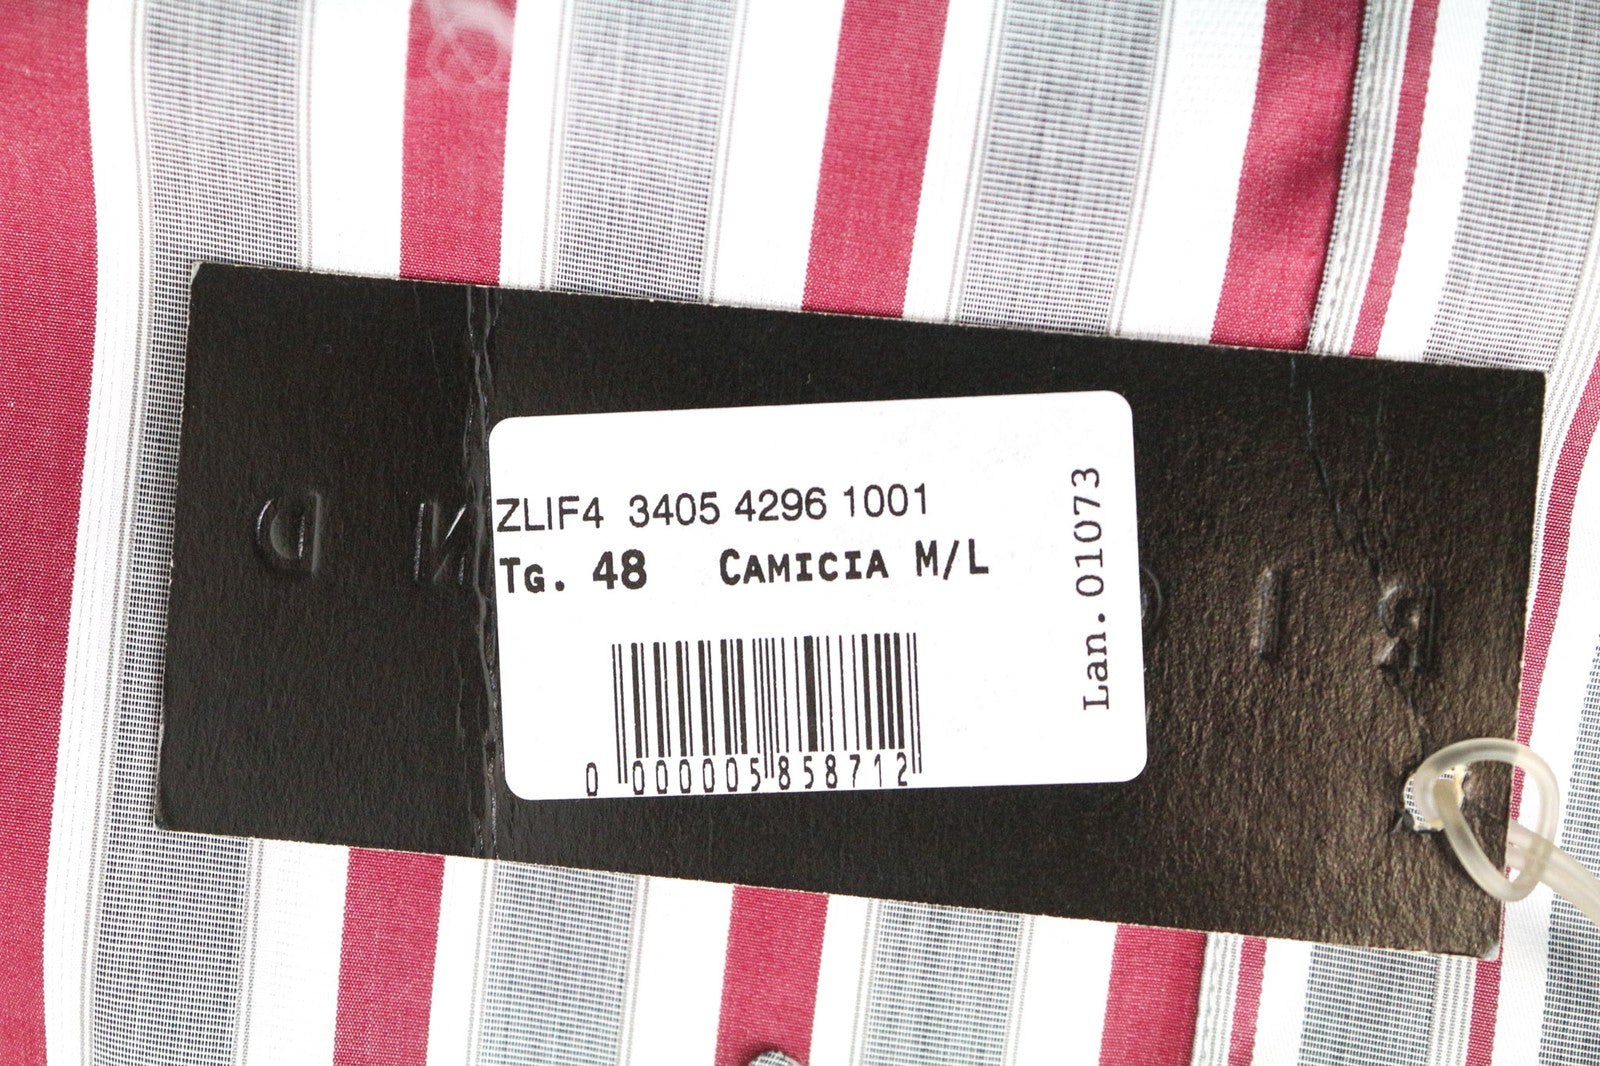 ZLIF4 3405 4296 1001
Tg. 48 CAMICIA M/L
0 000005 858712
Lan. 01073